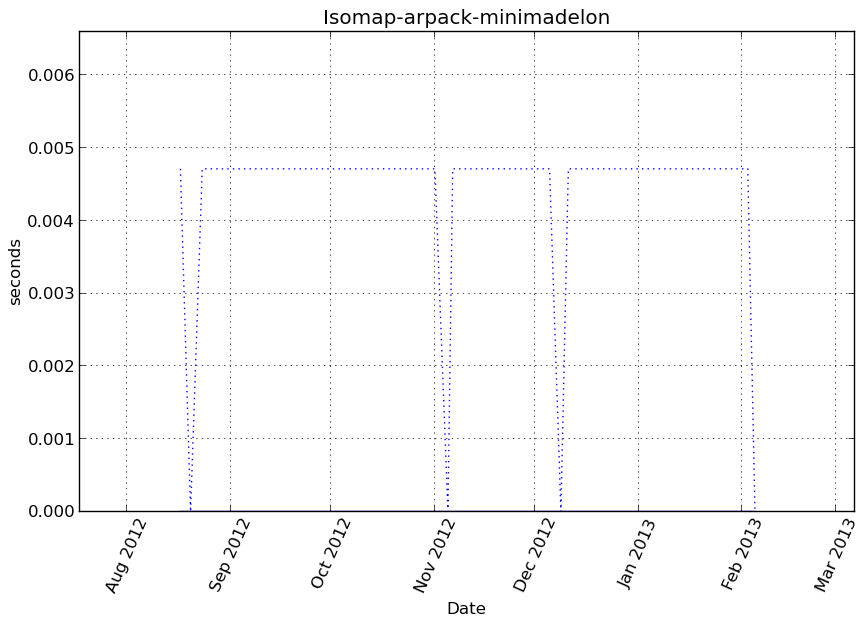 Isomap-arpack-minimadelon
0.006
0.005
0.004
0.003
0.002
0.001
0.000
seconds
Aug 2012
Sep 2012
Oct 2012
Nov 2012
Dec 2012
Jan 2013
Feb 2013
Mar 2013
Date